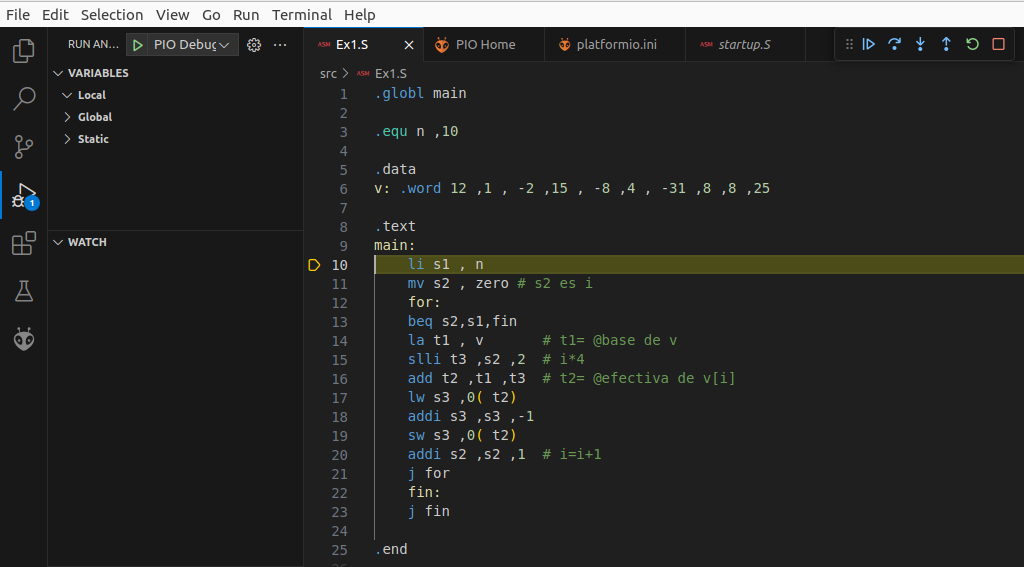 File Edit Selection View Go Run Terminal Help
RUN AN... PIO Debug ...
ASM Ex1.S PIO Home platformio.ini ASM startup.S
VARIABLES
Local
Global
Static
WATCH
1
src > ASM Ex1.S
1 .globl main
2
3 .equ n ,10
4
5 .data
6 v: .word 12 ,1 , -2 ,15 , -8 ,4 , -31 ,8 ,8 ,25
7
8 .text
9 main:
10 li s1 , n
11 mv s2 , zero # s2 es i
12 for:
13 beq s2,s1,fin
14 la t1 , v # t1= @base de v
15 slli t3 ,s2 ,2 # i*4
16 add t2 ,t1 ,t3 # t2= @efectiva de v[i]
17 lw s3 ,0( t2)
18 addi s3 ,s3 ,-1
19 sw s3 ,0( t2)
20 addi s2 ,s2 ,1 # i=i+1
21 j for
22 fin:
23 j fin
24
25 .end